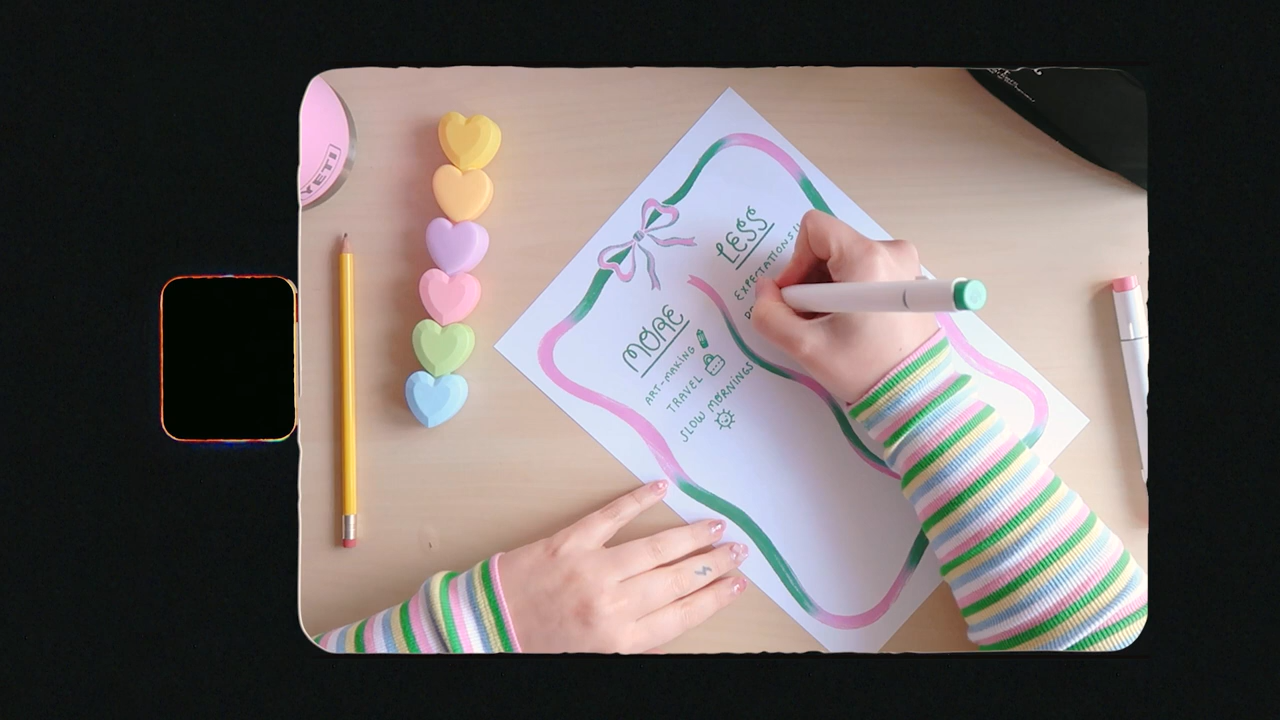 YETI
MORE
ART-MAKING
TRAVEL
SLOW MORNINGS
LESS
EXPECTATIONS